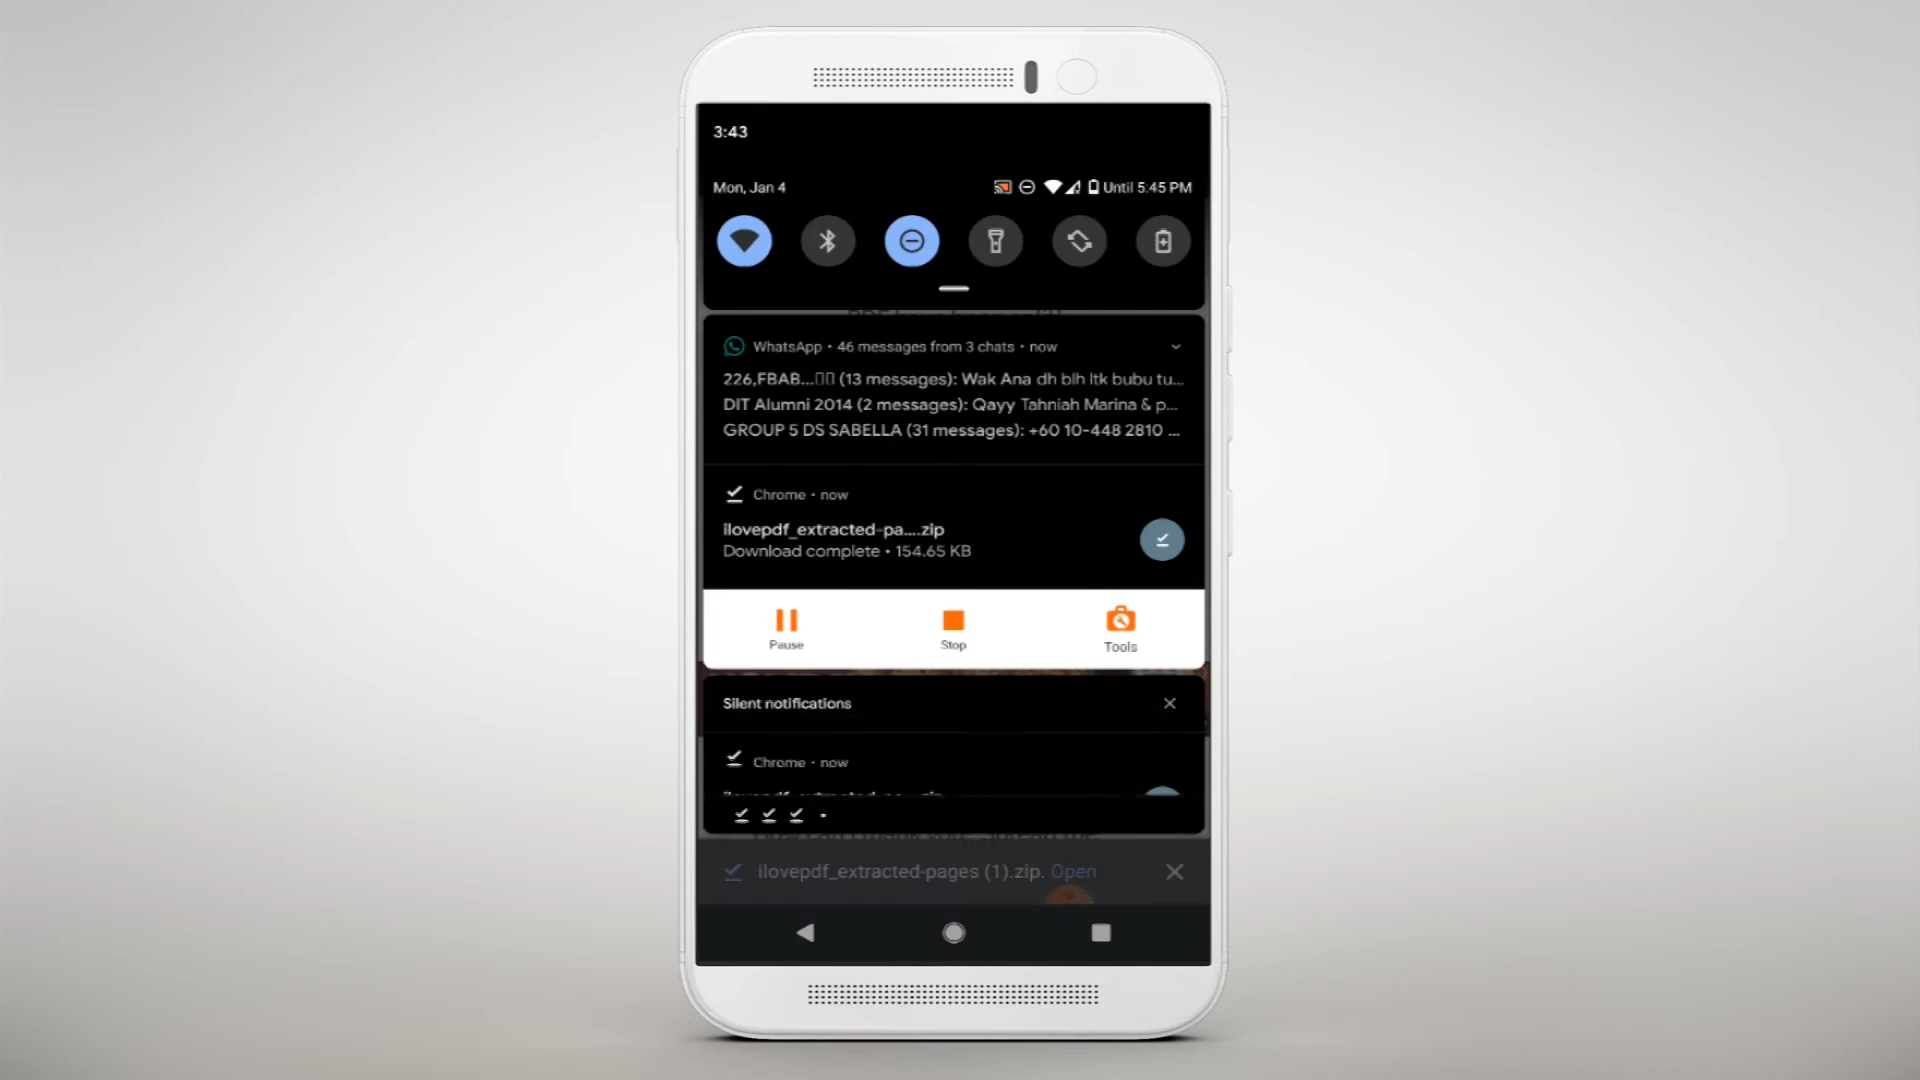 3:43
Mon, Jan 4
Until 5:45 PM
WhatsApp • 46 messages from 3 chats • now
226,FBAB...▯▯ (13 messages): Wak Ana dh blh ltk bubu tu...
DIT Alumni 2014 (2 messages): Qayy Tahniah Marina & p...
GROUP 5 DS SABELLA (31 messages): +60 10-448 2810 ...
Chrome • now
ilovepdf_extracted-pa....zip
Download complete • 154.65 KB
Pause
Stop
Tools
Silent notifications
Chrome • now
ilovepdf_extracted-pages (1).zip. Open